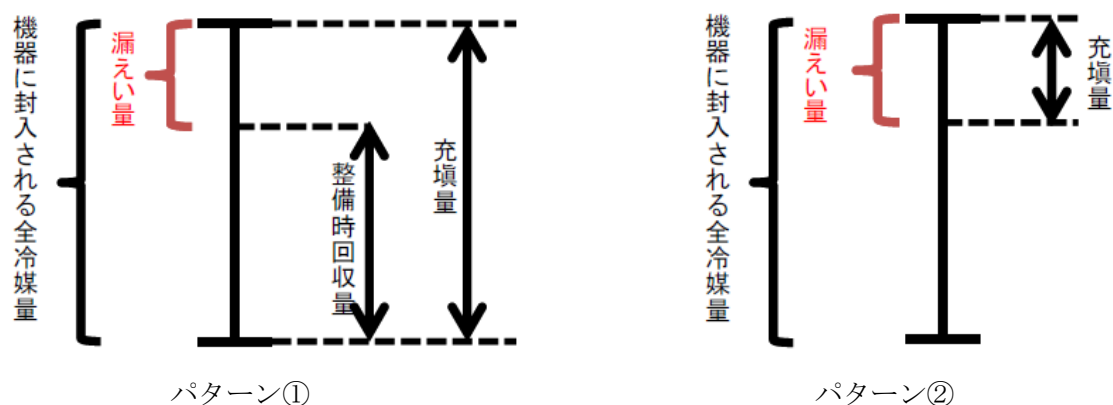 機器に封入される全冷媒量
漏えい量
整備時回収量
充塡量
パターン①
機器に封入される全冷媒量
漏えい量
充塡量
パターン②